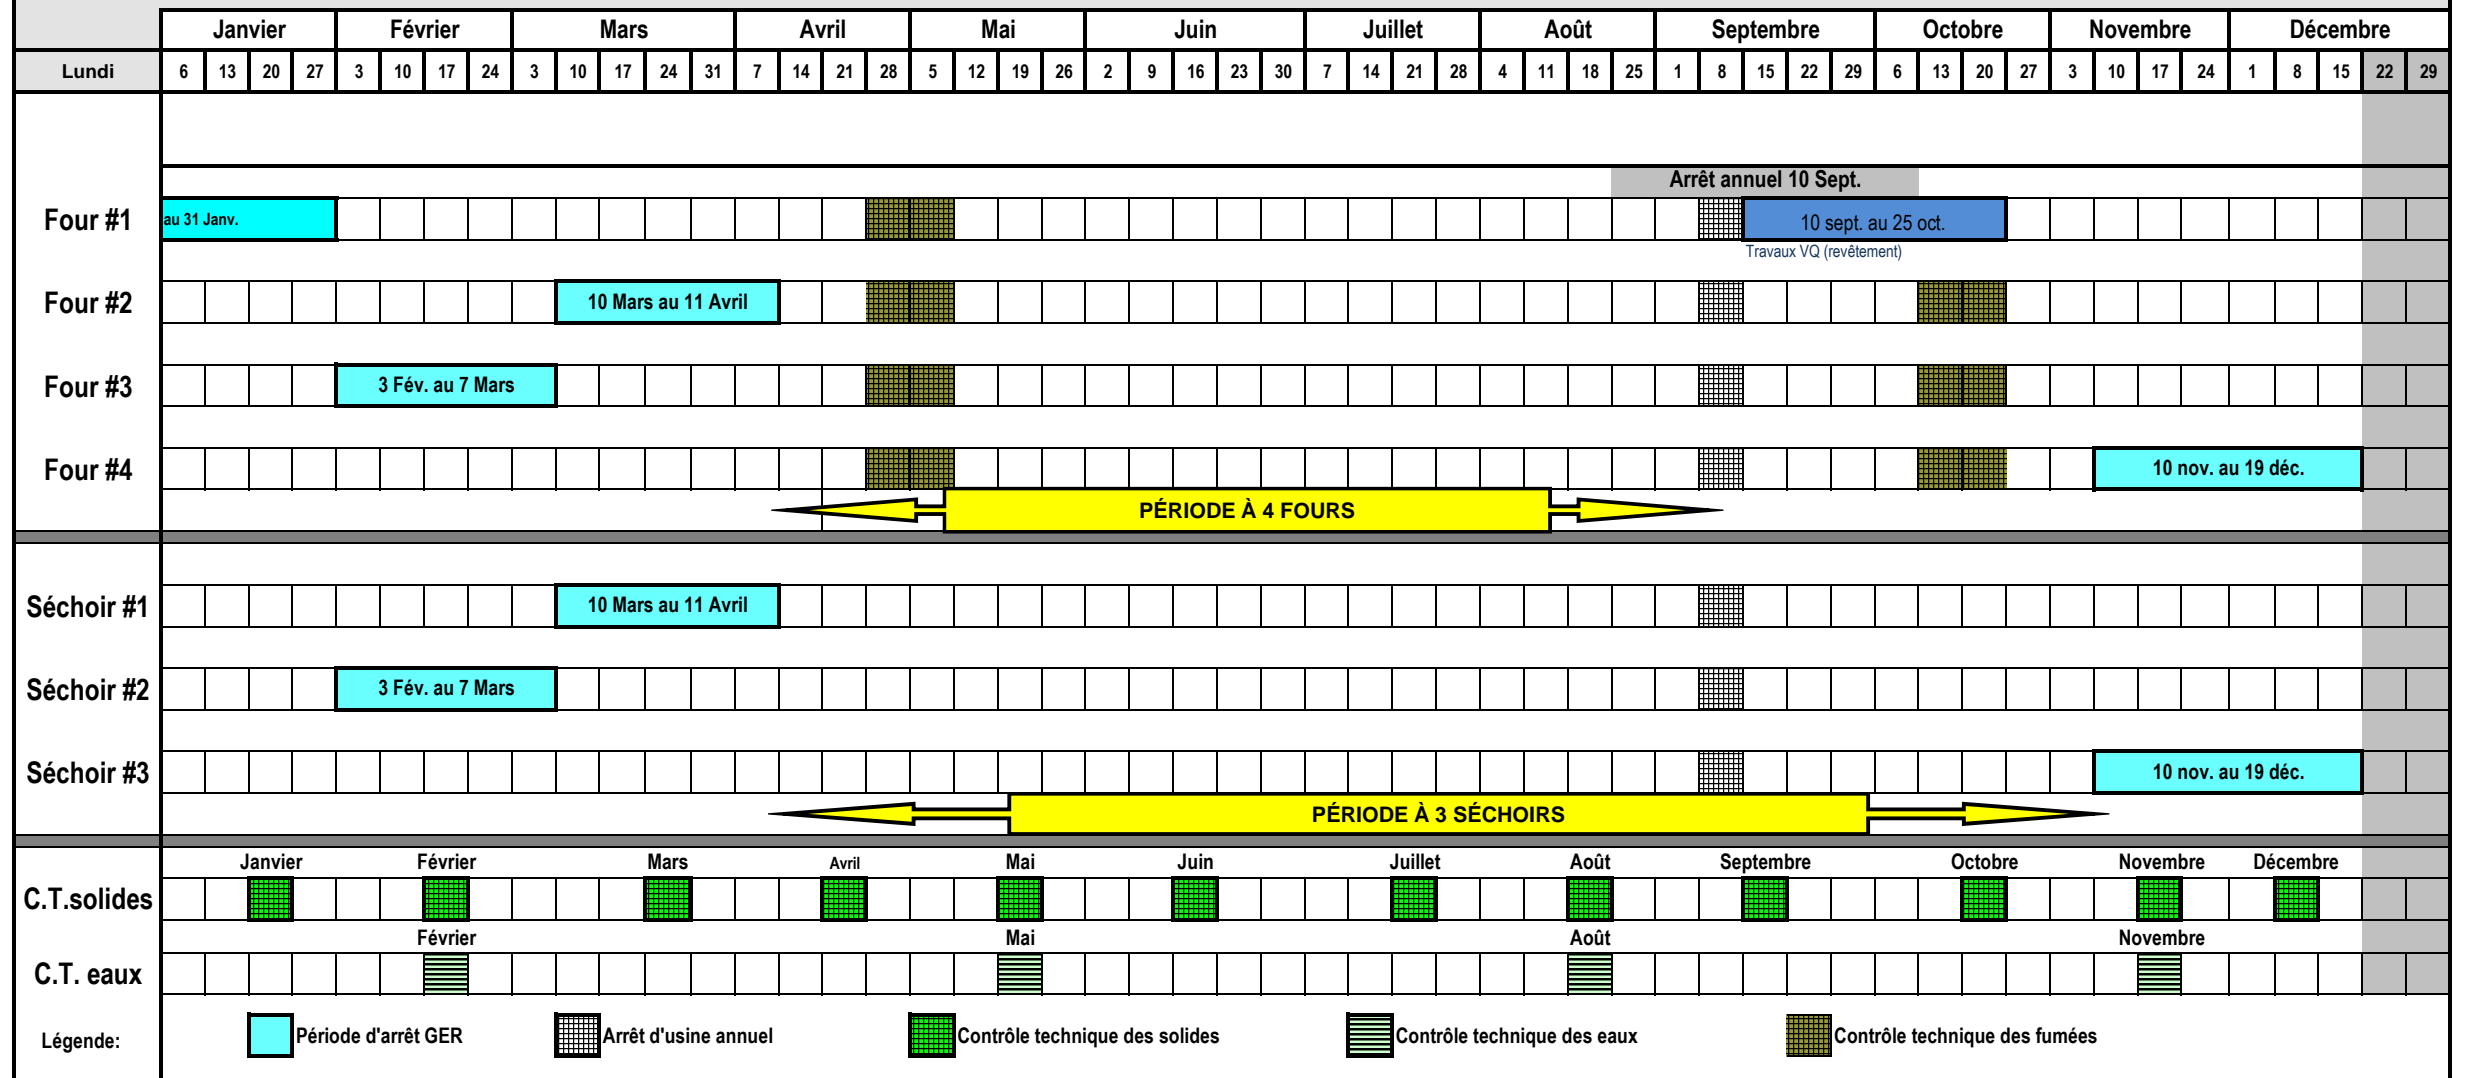 Janvier Février Mars Avril Mai Juin Juillet Août Septembre Octobre Novembre Décembre
Lundi 6 13 20 27 3 10 17 24 3 10 17 24 31 7 14 21 28 5 12 19 26 2 9 16 23 30 7 14 21 28 4 11 18 25 1 8 15 22 29 6 13 20 27 3 10 17 24 1 8 15 22 29
Arrêt annuel 10 Sept.
Four #1 au 31 Janv. 10 sept. au 25 oct.
Travaux VQ (revêtement)
Four #2 10 Mars au 11 Avril
Four #3 3 Fév. au 7 Mars
Four #4 10 nov. au 19 déc.
PÉRIODE À 4 FOURS
Séchoir #1 10 Mars au 11 Avril
Séchoir #2 3 Fév. au 7 Mars
Séchoir #3 10 nov. au 19 déc.
PÉRIODE À 3 SÉCHOIRS
Janvier Février Mars Avril Mai Juin Juillet Août Septembre Octobre Novembre Décembre
C.T.solides
Février Mai Août Novembre
C.T. eaux
Légende: Période d'arrêt GER Arrêt d'usine annuel Contrôle technique des solides Contrôle technique des eaux Contrôle technique des fumées